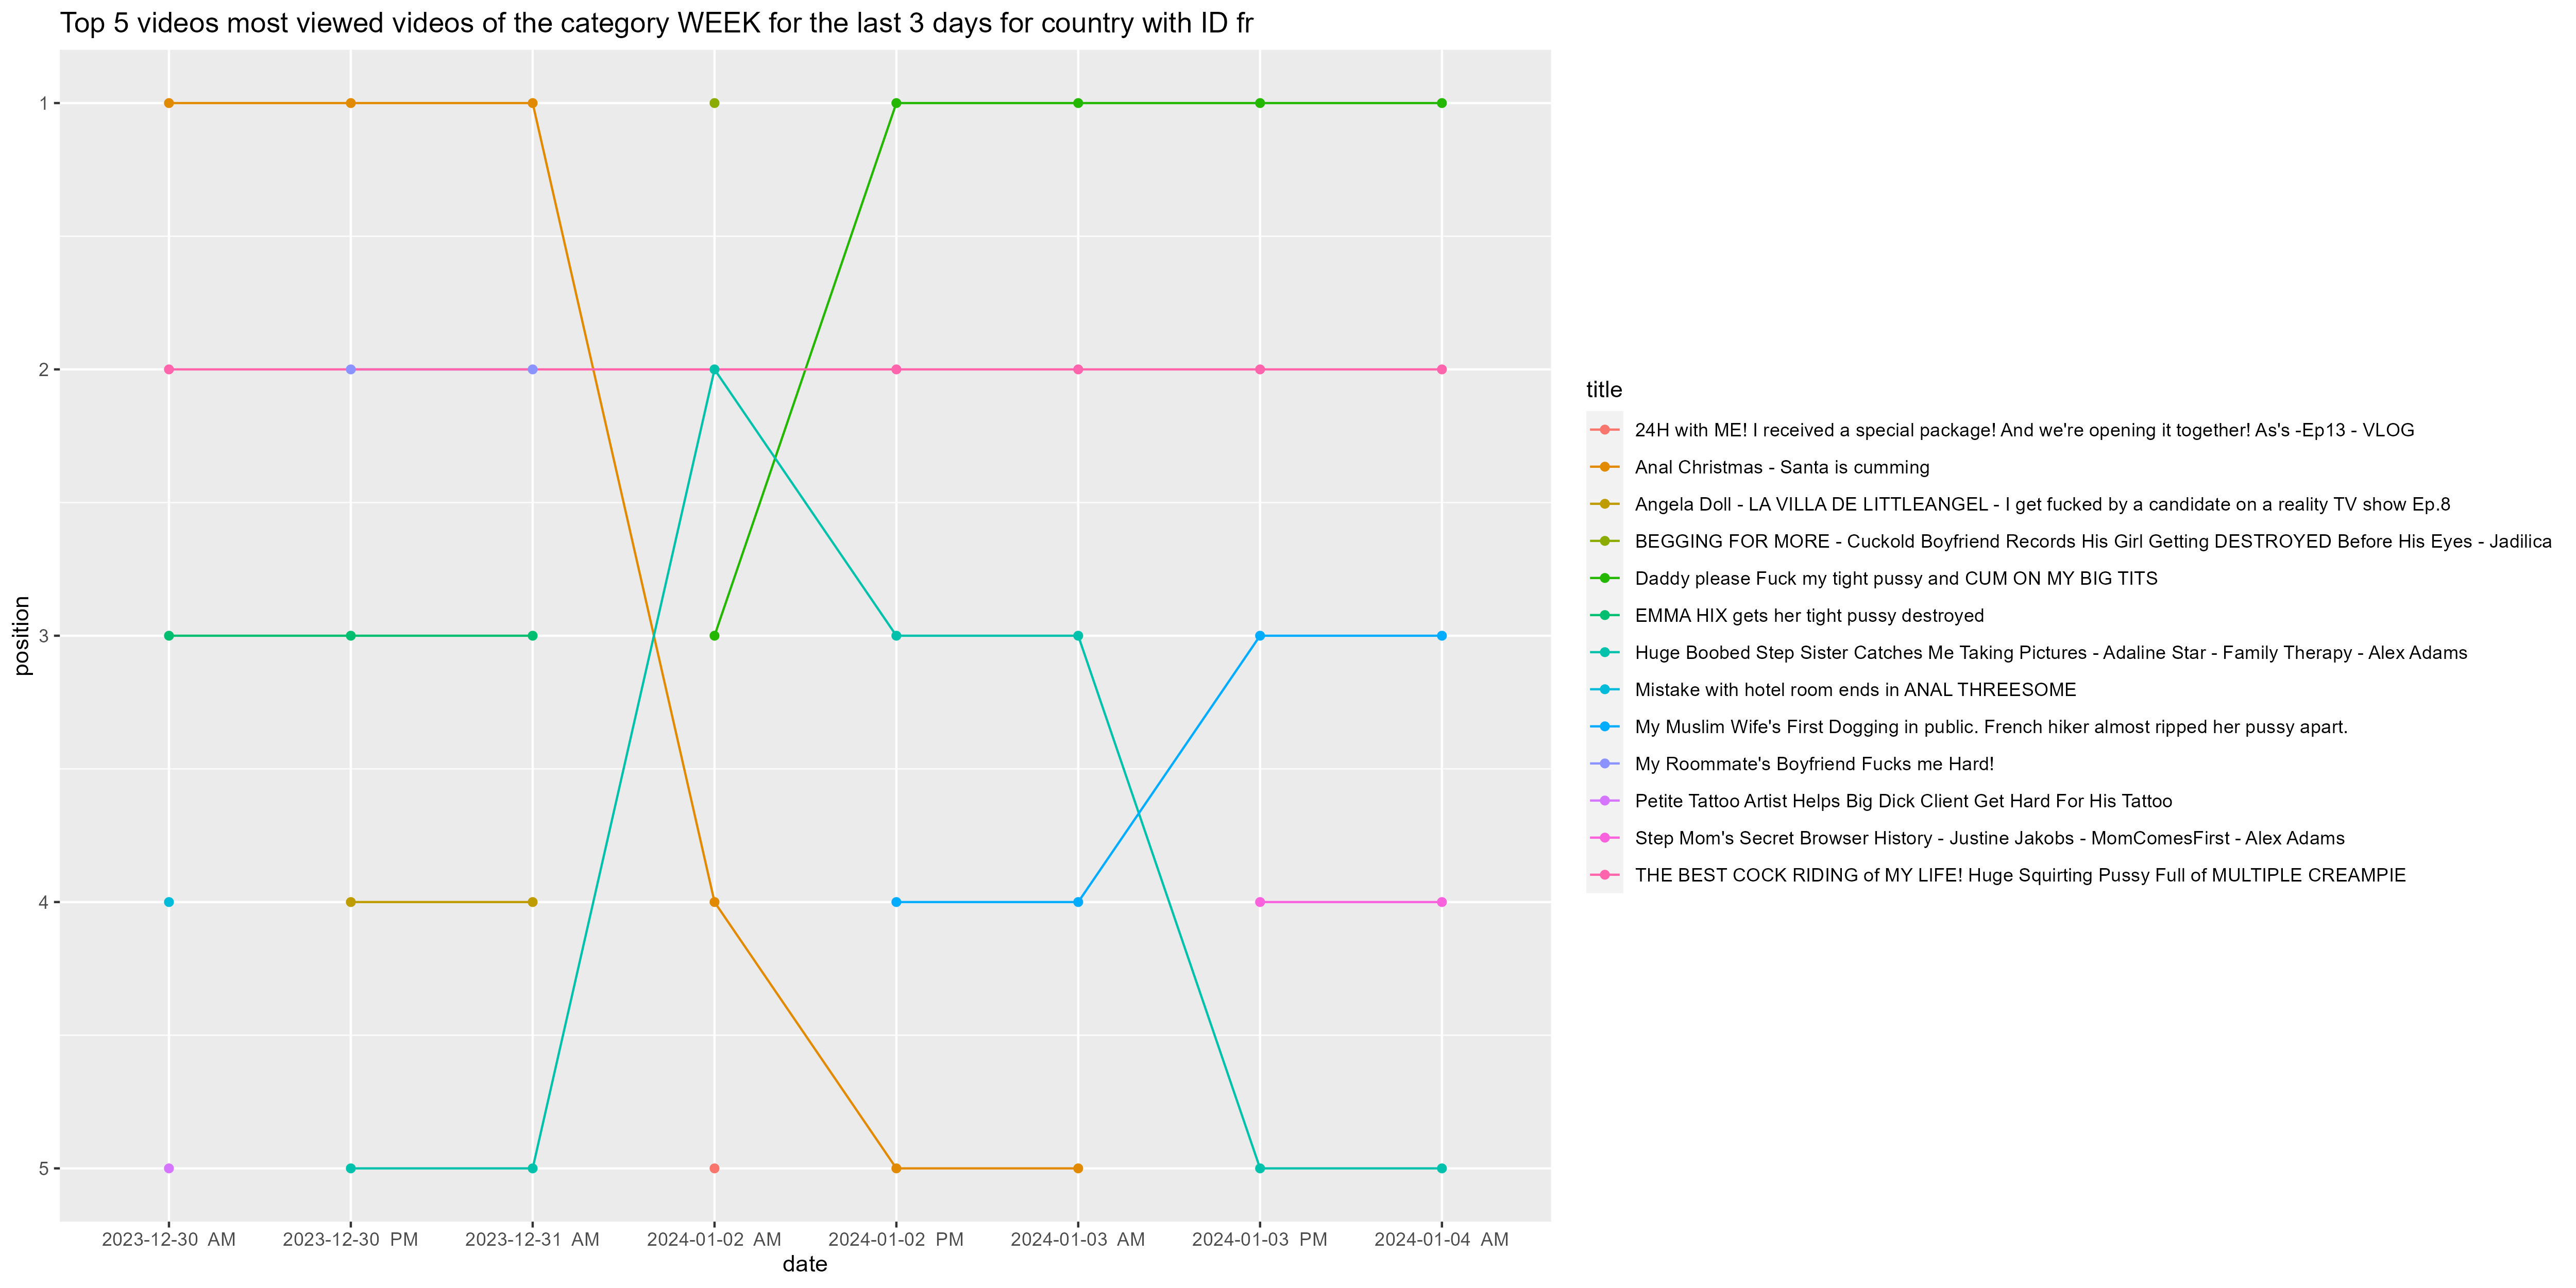 Top 5 videos most viewed videos of the category WEEK for the last 3 days for country with ID fr
position
1
2
3
4
5
2023-12-30 AM
2023-12-30 PM
2023-12-31 AM
2024-01-02 AM
2024-01-02 PM
2024-01-03 AM
2024-01-03 PM
2024-01-04 AM
date
title
24H with ME! I received a special package! And we're opening it together! As's -Ep13 - VLOG
Anal Christmas - Santa is cumming
Angela Doll - LA VILLA DE LITTLEANGEL - I get fucked by a candidate on a reality TV show Ep.8
BEGGING FOR MORE - Cuckold Boyfriend Records His Girl Getting DESTROYED Before His Eyes - Jadilica
Daddy please Fuck my tight pussy and CUM ON MY BIG TITS
EMMA HIX gets her tight pussy destroyed
Huge Boobed Step Sister Catches Me Taking Pictures - Adaline Star - Family Therapy - Alex Adams
Mistake with hotel room ends in ANAL THREESOME
My Muslim Wife's First Dogging in public. French hiker almost ripped her pussy apart.
My Roommate's Boyfriend Fucks me Hard!
Petite Tattoo Artist Helps Big Dick Client Get Hard For His Tattoo
Step Mom's Secret Browser History - Justine Jakobs - MomComesFirst - Alex Adams
THE BEST COCK RIDING of MY LIFE! Huge Squirting Pussy Full of MULTIPLE CREAMPIE